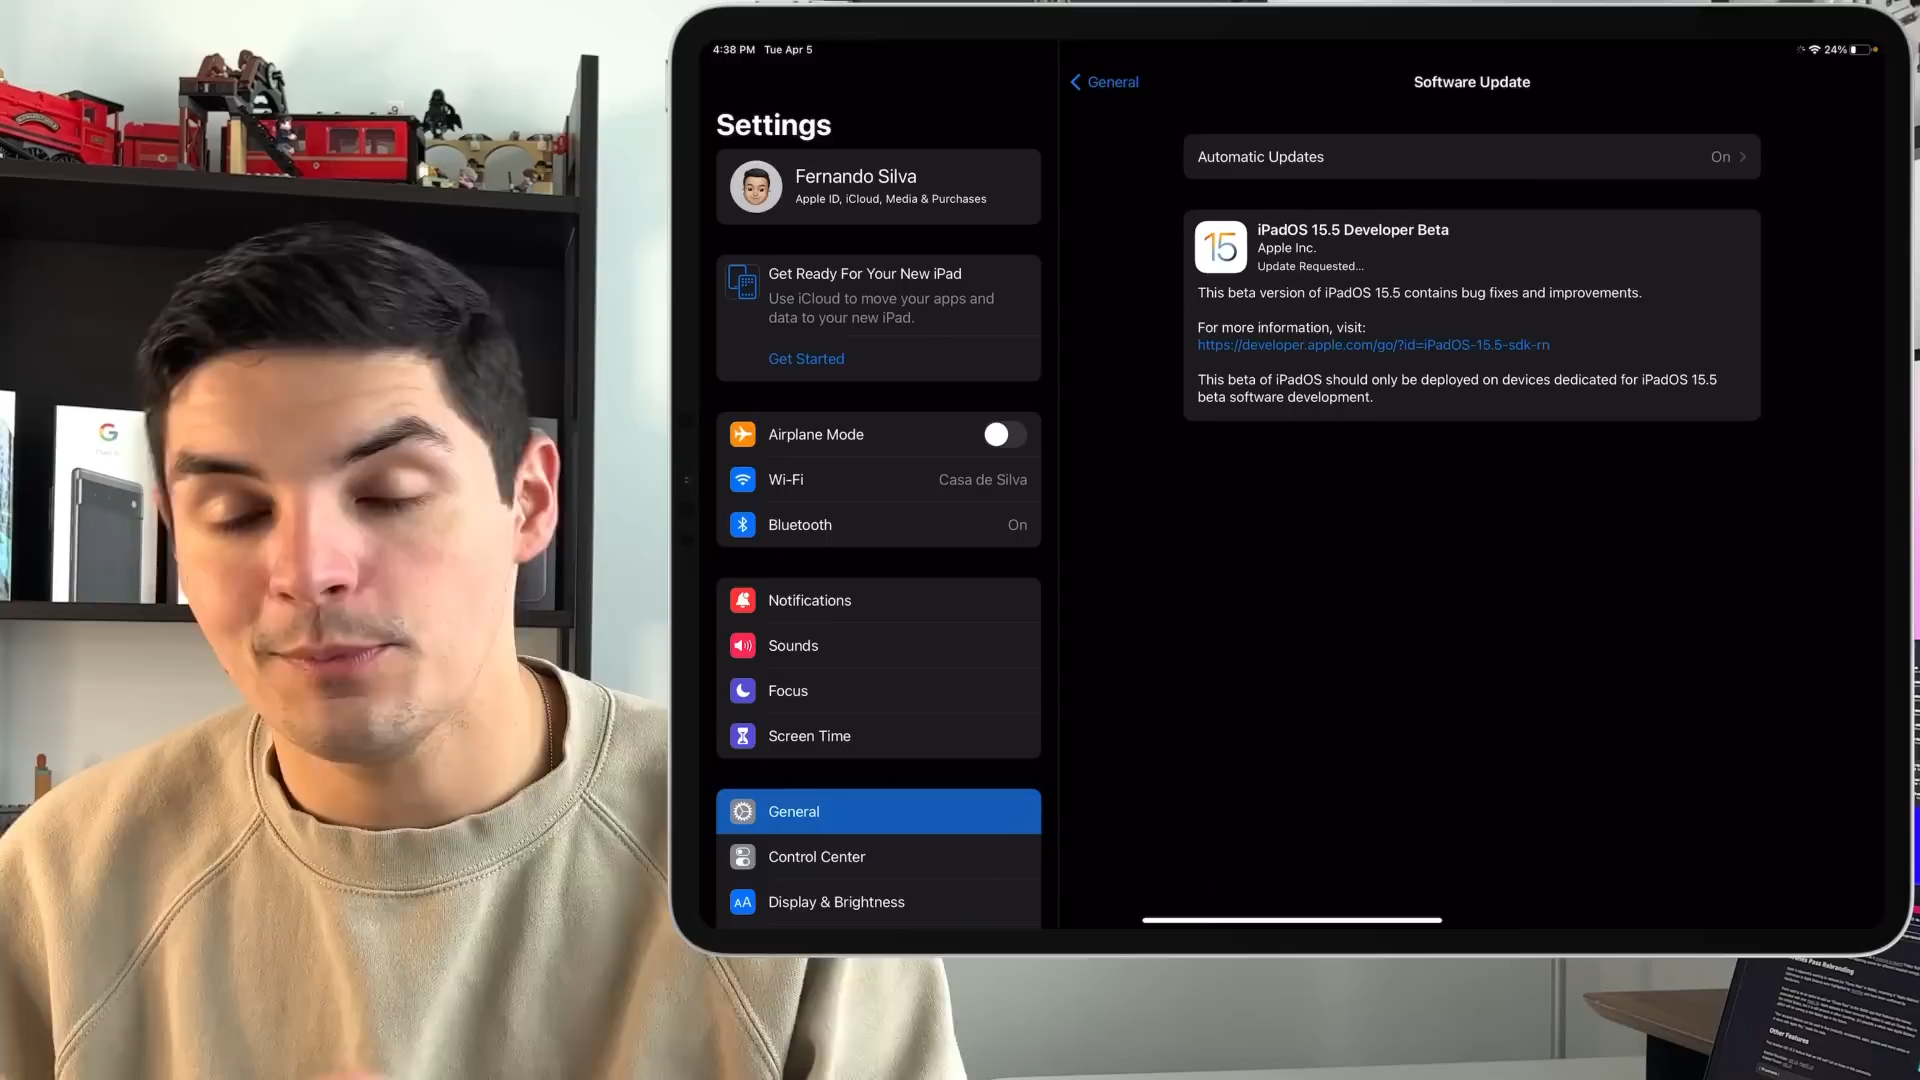 4:38 PM Tue Apr 5
24%
General
Software Update
Settings
Fernando Silva
Apple ID, iCloud, Media & Purchases
Get Ready For Your New iPad
Use iCloud to move your apps and
data to your new iPad.
Get Started
Airplane Mode
Wi-Fi
Casa de Silva
Bluetooth
On
Notifications
Sounds
Focus
Screen Time
General
Control Center
AA
Display & Brightness
Automatic Updates
On
15
iPadOS 15.5 Developer Beta
Apple Inc.
Update Requested...
This beta version of iPadOS 15.5 contains bug fixes and improvements.
For more information, visit:
https://developer.apple.com/go/?id=iPadOS-15.5-sdk-rn
This beta of iPadOS should only be deployed on devices dedicated for iPadOS 15.5
beta software development.
G
Pass Rebranding
Other Features